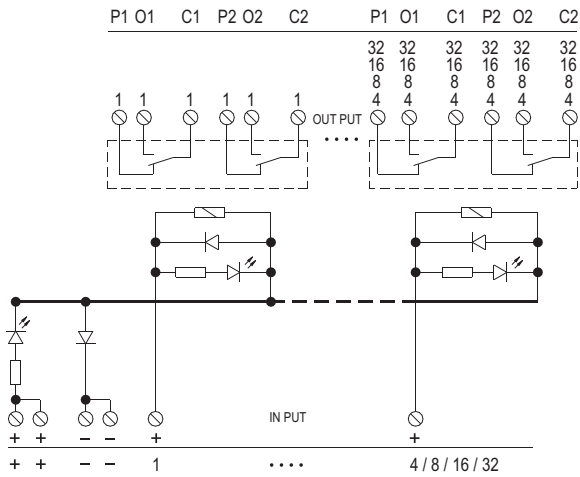 P1 O1 C1 P2 O2 C2 P1 O1 C1 P2 O2 C2
32 32 32 32 32 32
16 16 16 16 16 16
8 8 8 8 8 8
1 1 1 1 1 1 4 4 4 4 4 4
OUT PUT
....
IN PUT
+ + – – + +
+ + – – 1 .... 4 / 8 / 16 / 32